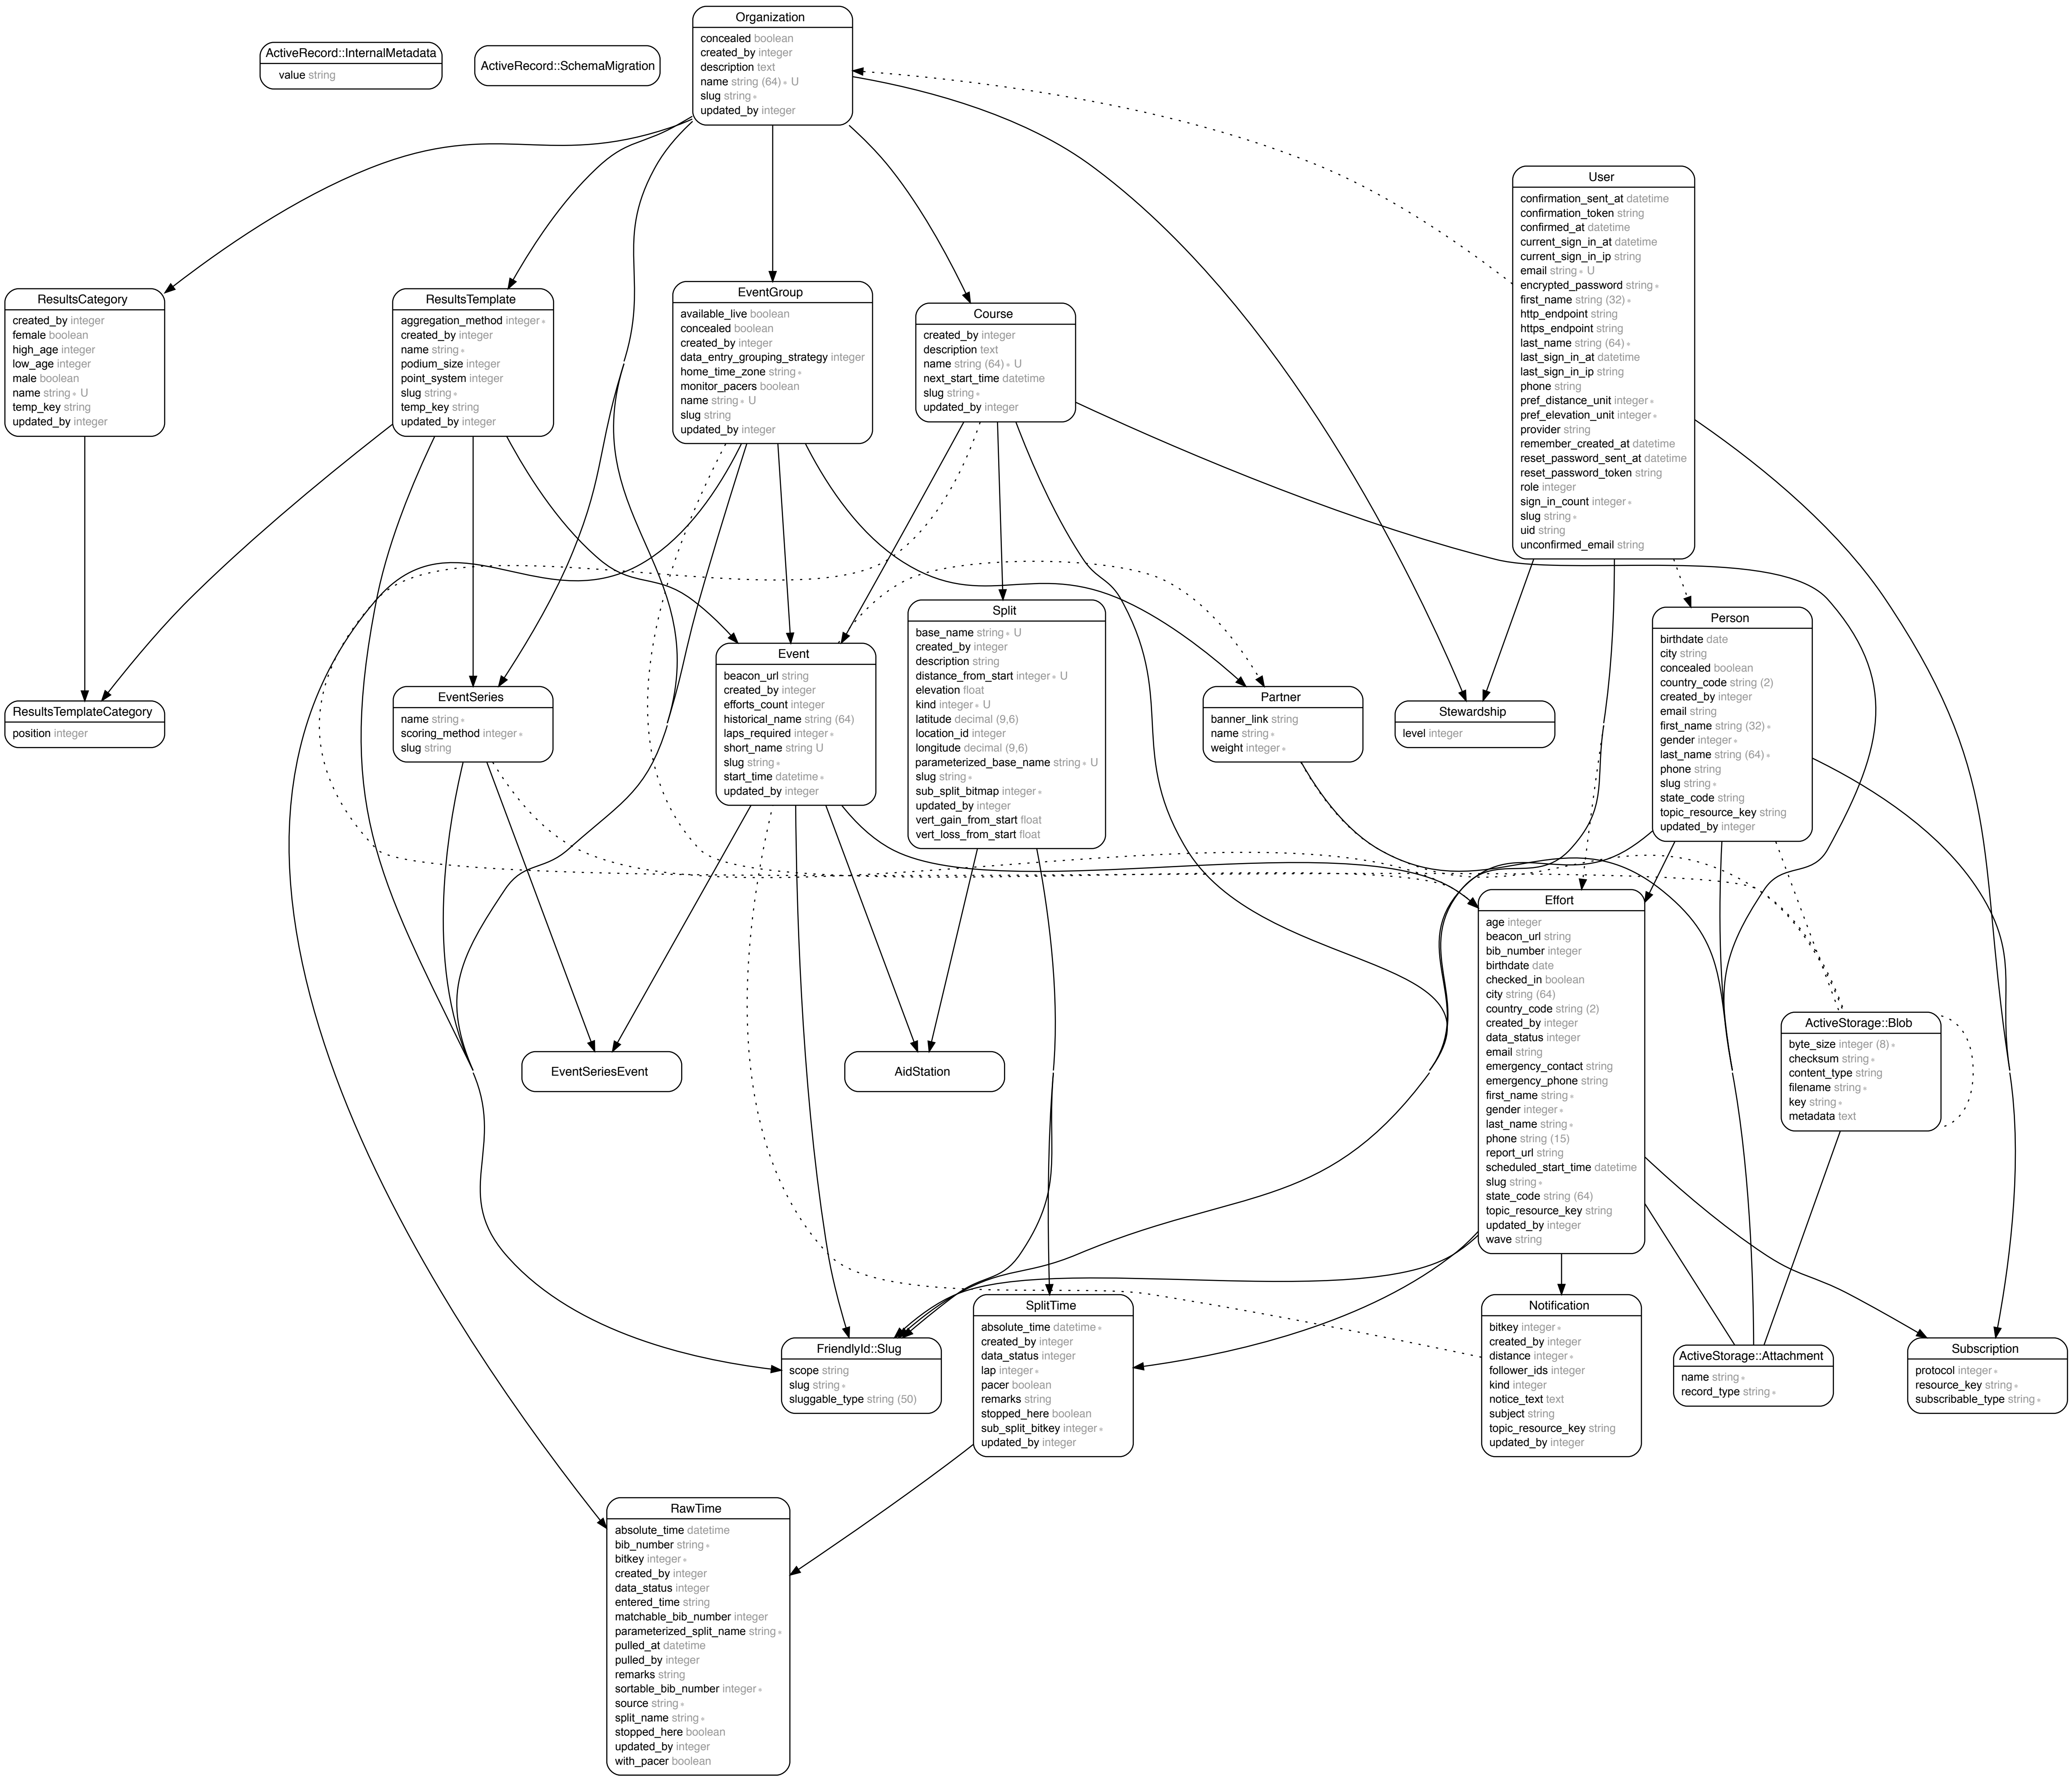 Organization
concealed boolean
created_by integer
description text
name string (64)∗ U
slug string∗
updated_by integer
ActiveRecord::InternalMetadata
value string
ActiveRecord::SchemaMigration
User
confirmation_sent_at datetime
confirmation_token string
confirmed_at datetime
current_sign_in_at datetime
current_sign_in_ip string
email string∗ U
encrypted_password string∗
first_name string (32)∗
http_endpoint string
https_endpoint string
last_name string (64)∗
last_sign_in_at datetime
last_sign_in_ip string
phone string
pref_distance_unit integer∗
pref_elevation_unit integer∗
provider string
remember_created_at datetime
reset_password_sent_at datetime
reset_password_token string
role integer
sign_in_count integer∗
slug string∗
uid string
unconfirmed_email string
ResultsCategory
created_by integer
female boolean
high_age integer
low_age integer
male boolean
name string∗ U
temp_key string
updated_by integer
ResultsTemplate
aggregation_method integer∗
created_by integer
name string∗
podium_size integer
point_system integer
slug string∗
temp_key string
updated_by integer
EventGroup
available_live boolean
concealed boolean
created_by integer
data_entry_grouping_strategy integer
home_time_zone string∗
monitor_pacers boolean
name string∗ U
slug string
updated_by integer
Course
created_by integer
description text
name string (64)∗ U
next_start_time datetime
slug string∗
updated_by integer
Split
base_name string∗ U
created_by integer
description string
distance_from_start integer∗ U
elevation float
kind integer∗ U
latitude decimal (9,6)
location_id integer
longitude decimal (9,6)
parameterized_base_name string∗ U
slug string∗
sub_split_bitmap integer∗
updated_by integer
vert_gain_from_start float
vert_loss_from_start float
Person
birthdate date
city string
concealed boolean
country_code string (2)
created_by integer
email string
first_name string (32)∗
gender integer∗
last_name string (64)∗
phone string
slug string∗
state_code string
topic_resource_key string
updated_by integer
Event
beacon_url string
created_by integer
efforts_count integer
historical_name string (64)
laps_required integer∗
short_name string U
slug string∗
start_time datetime∗
updated_by integer
ResultsTemplateCategory
position integer
EventSeries
name string∗
scoring_method integer∗
slug string
Partner
banner_link string
name string∗
weight integer∗
Stewardship
level integer
Effort
age integer
beacon_url string
bib_number integer
birthdate date
checked_in boolean
city string (64)
country_code string (2)
created_by integer
data_status integer
email string
emergency_contact string
emergency_phone string
first_name string∗
gender integer∗
last_name string∗
phone string (15)
report_url string
scheduled_start_time datetime
slug string∗
state_code string (64)
topic_resource_key string
updated_by integer
wave string
ActiveStorage::Blob
byte_size integer (8)∗
checksum string∗
content_type string
filename string∗
key string∗
metadata text
EventSeriesEvent
AidStation
FriendlyId::Slug
scope string
slug string∗
sluggable_type string (50)
SplitTime
absolute_time datetime∗
created_by integer
data_status integer
lap integer∗
pacer boolean
remarks string
stopped_here boolean
sub_split_bitkey integer∗
updated_by integer
Notification
bitkey integer∗
created_by integer
distance integer∗
follower_ids integer
kind integer
notice_text text
subject string
topic_resource_key string
updated_by integer
ActiveStorage::Attachment
name string∗
record_type string∗
Subscription
protocol integer∗
resource_key string∗
subscribable_type string∗
RawTime
absolute_time datetime
bib_number string∗
bitkey integer∗
created_by integer
data_status integer
entered_time string
matchable_bib_number integer
parameterized_split_name string∗
pulled_at datetime
pulled_by integer
remarks string
sortable_bib_number integer∗
source string∗
split_name string∗
stopped_here boolean
updated_by integer
with_pacer boolean